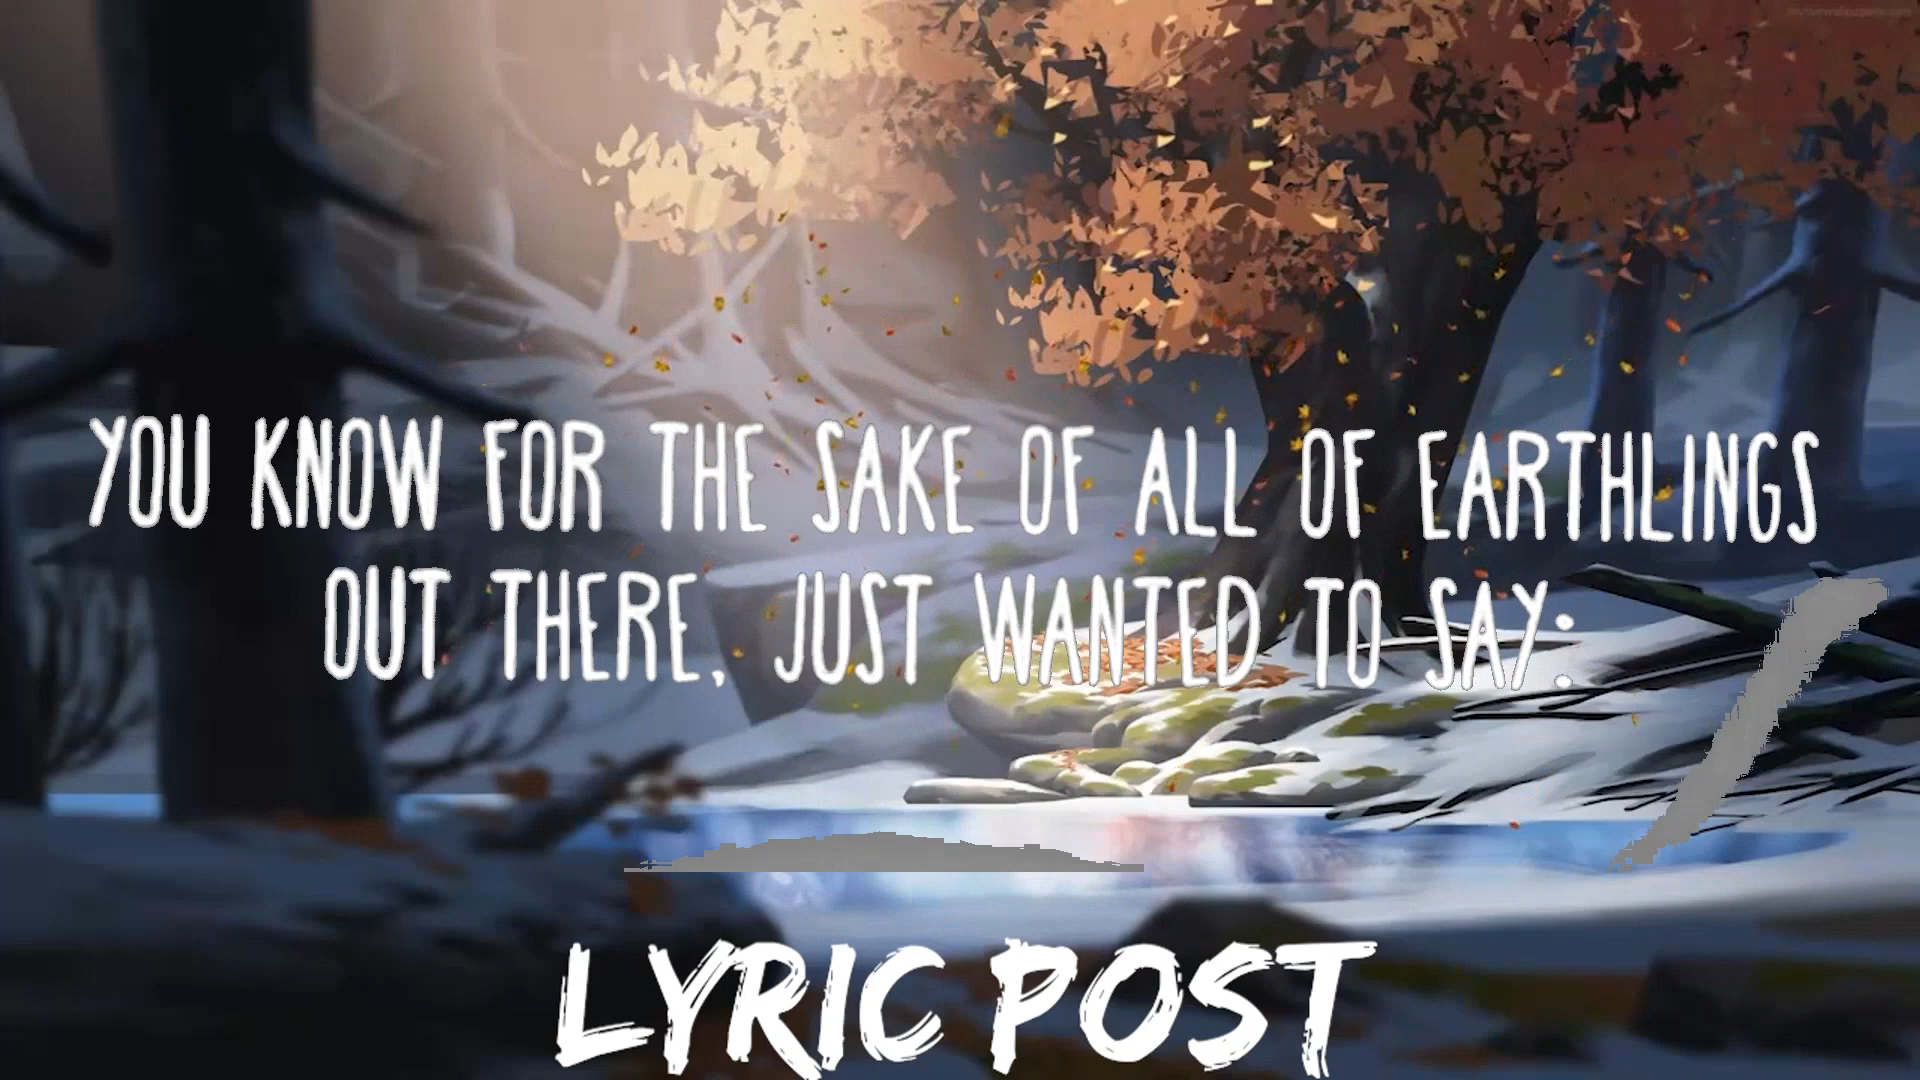 YOU KNOW FOR THE SAKE OF ALL OF EARTHLINGS
OUT THERE, JUST WANTED TO SAY:
LYRIC POST